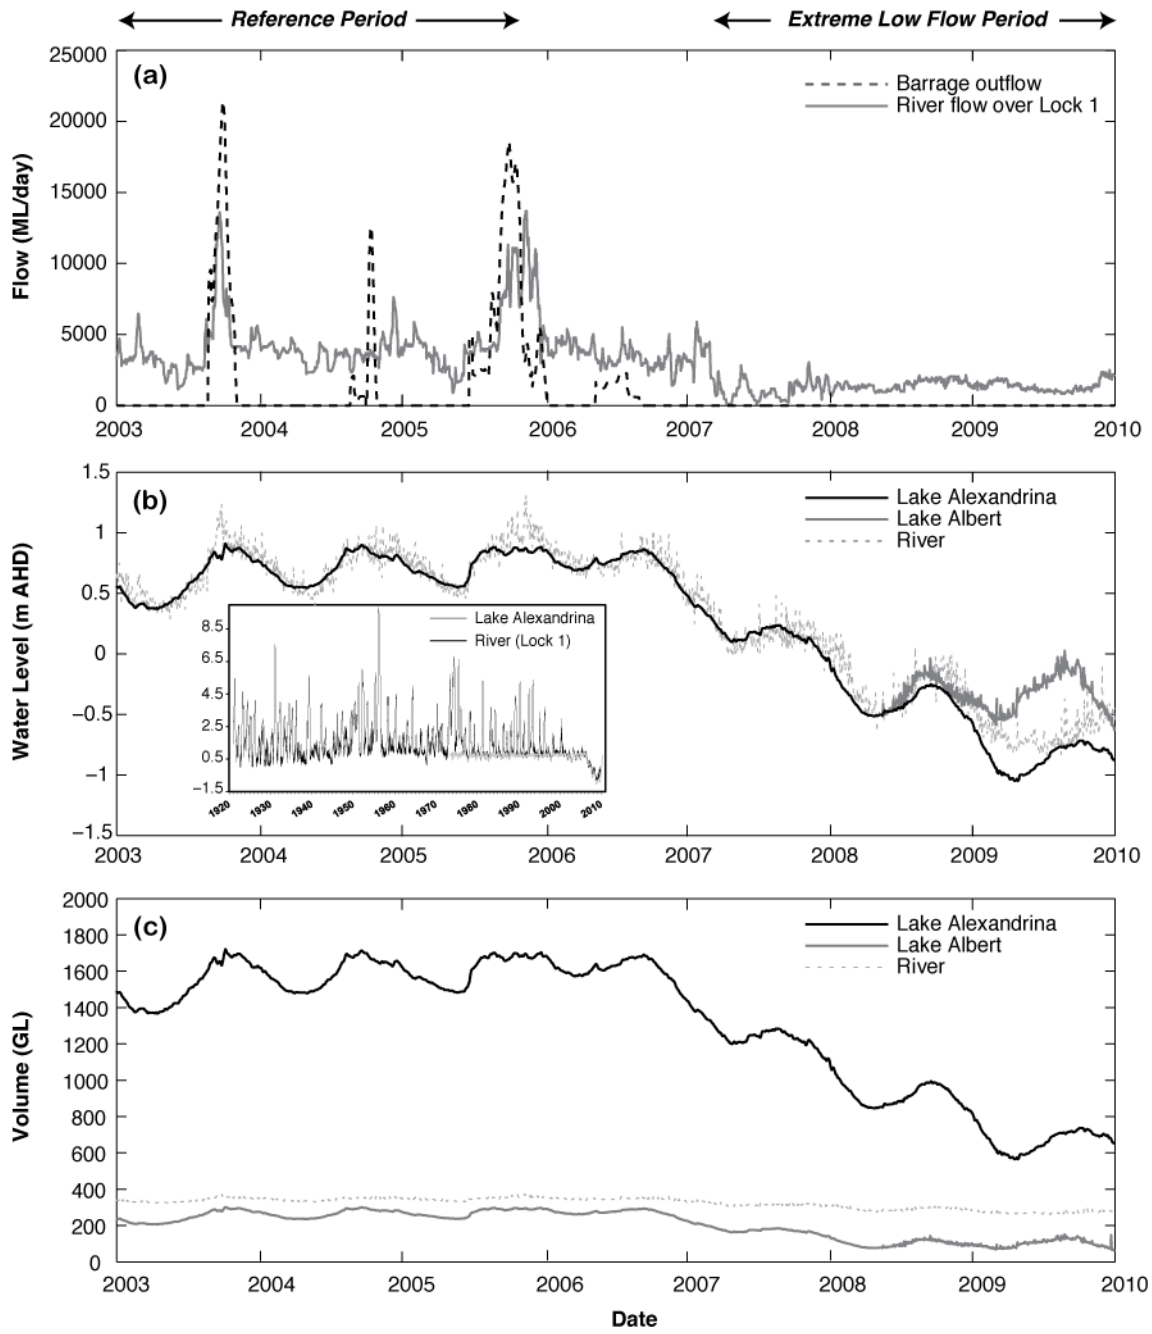 Reference Period Extreme Low Flow Period
(a)
Barrage outflow
River flow over Lock 1
Flow (ML/day)
25000
20000
15000
10000
5000
0
2003 2004 2005 2006 2007 2008 2009 2010
(b)
Lake Alexandrina
Lake Albert
River
Water Level (m AHD)
1.5
1
0.5
0
−0.5
−1
−1.5
Lake Alexandrina
River (Lock 1)
8.5
6.5
4.5
2.5
0.5
−1.5
1920 1930 1940 1950 1960 1970 1980 1990 2000 2010
2003 2004 2005 2006 2007 2008 2009 2010
(c)
Lake Alexandrina
Lake Albert
River
Volume (GL)
2000
1800
1600
1400
1200
1000
800
600
400
200
0
2003 2004 2005 2006 2007 2008 2009 2010
Date